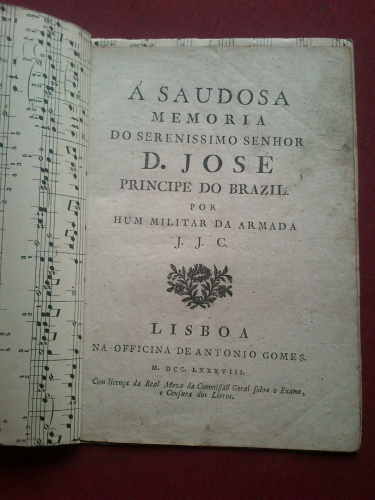 Á SAUDOSA
MEMORIA
DO SERENISSIMO SENHOR
D. JOSÉ
PRINCIPE DO BRAZIL.
POR
HUM MILITAR DA ARMADA
J. J. C.
LISBOA
NA OFFICINA DE ANTONIO GOMES.
M. DCC. LXXXVIII.
Com licença da Real Meza da Commissaõ Geral sobre o Exame,
e Censura dos Livros.